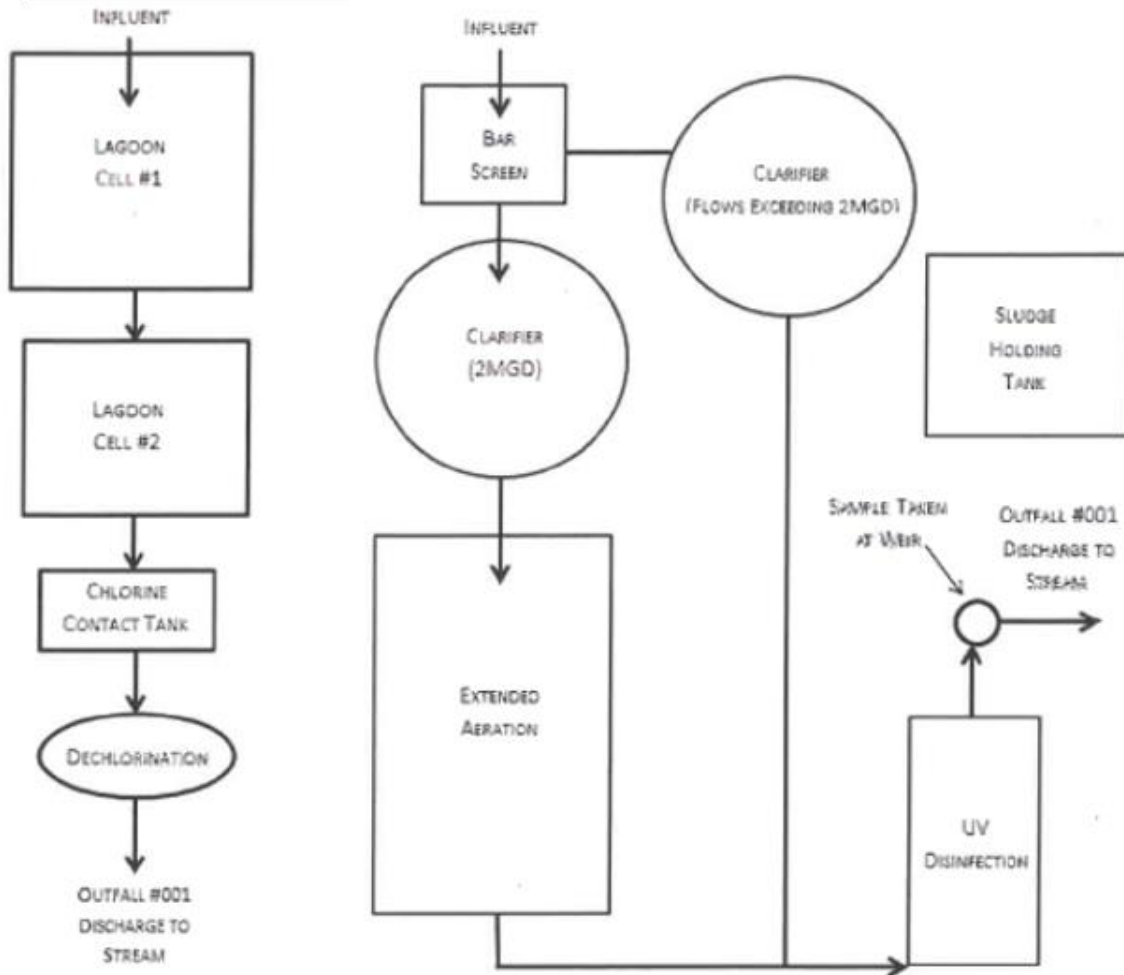 INFLUENT
LAGOON
CELL #1
LAGOON
CELL #2
CHLORINE
CONTACT TANK
DECHLORINATION
OUTFALL #001
DISCHARGE TO
STREAM
INFLUENT
BAR
SCREEN
CLARIFIER
(FLOWS EXCEEDING 2MGD)
CLARIFIER
(2MGD)
EXTENDED
AERATION
SLUDGE
HOLDING
TANK
SAMPLE TAKEN
AT WEIR
OUTFALL #001
DISCHARGE TO
STREAM
UV
DISINFECTION